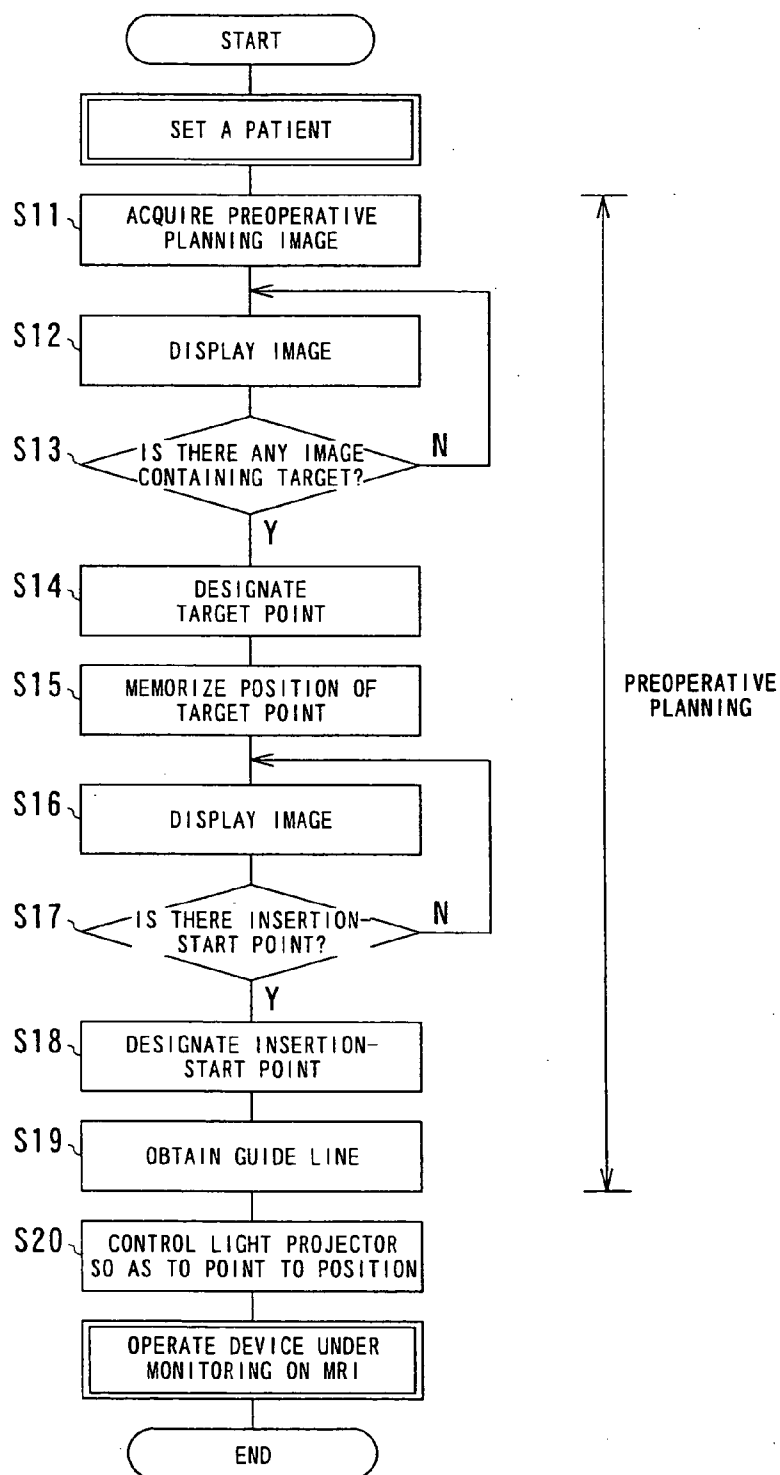 START
SET A PATIENT
S11
ACQUIRE PREOPERATIVE
PLANNING IMAGE
S12
DISPLAY IMAGE
S13
IS THERE ANY IMAGE
CONTAINING TARGET?
N
Y
S14
DESIGNATE
TARGET POINT
S15
MEMORIZE POSITION OF
TARGET POINT
PREOPERATIVE
PLANNING
S16
DISPLAY IMAGE
S17
IS THERE INSERTION-
START POINT?
N
Y
S18
DESIGNATE INSERTION-
START POINT
S19
OBTAIN GUIDE LINE
S20
CONTROL LIGHT PROJECTOR
SO AS TO POINT TO POSITION
OPERATE DEVICE UNDER
MONITORING ON MRI
END